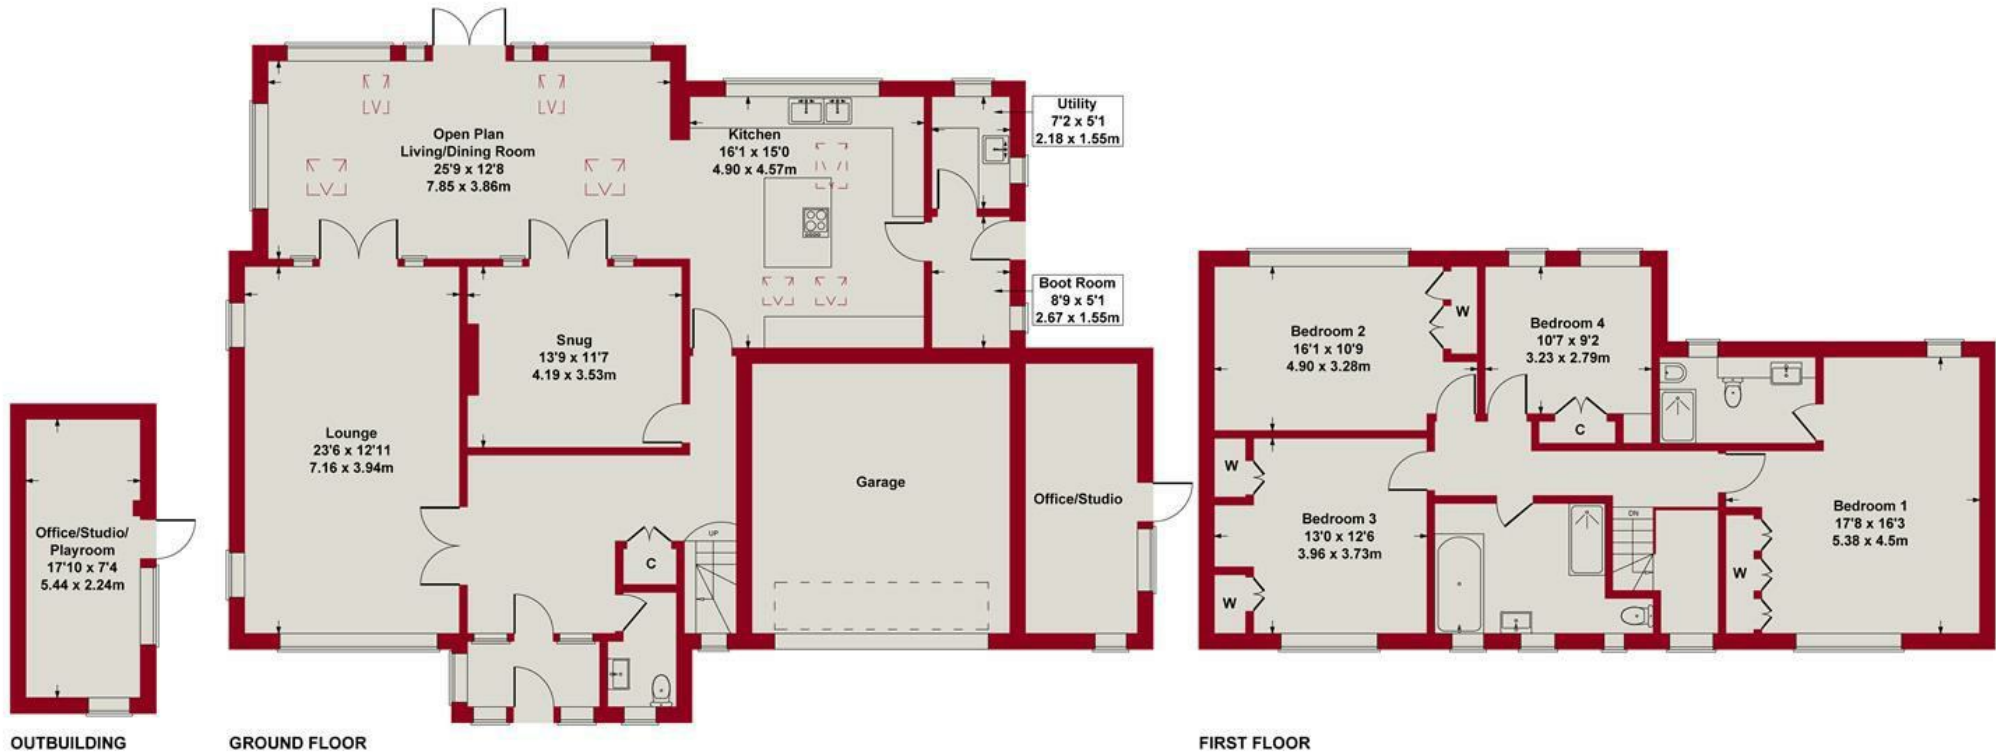 Open Plan
Living/Dining Room
25'9 x 12'8
7.85 x 3.86m
Kitchen
16'1 x 15'0
4.90 x 4.57m
Utility
7'2 x 5'1
2.18 x 1.55m
Boot Room
8'9 x 5'1
2.67 x 1.55m
Snug
13'9 x 11'7
4.19 x 3.53m
Lounge
23'6 x 12'11
7.16 x 3.94m
Garage
Office/Studio
UP
C
Office/Studio/
Playroom
17'10 x 7'4
5.44 x 2.24m
Bedroom 2
16'1 x 10'9
4.90 x 3.28m
W
Bedroom 4
10'7 x 9'2
3.23 x 2.79m
C
W
Bedroom 3
13'0 x 12'6
3.96 x 3.73m
W
DN
Bedroom 1
17'8 x 16'3
5.38 x 4.5m
W
OUTBUILDING
GROUND FLOOR
FIRST FLOOR